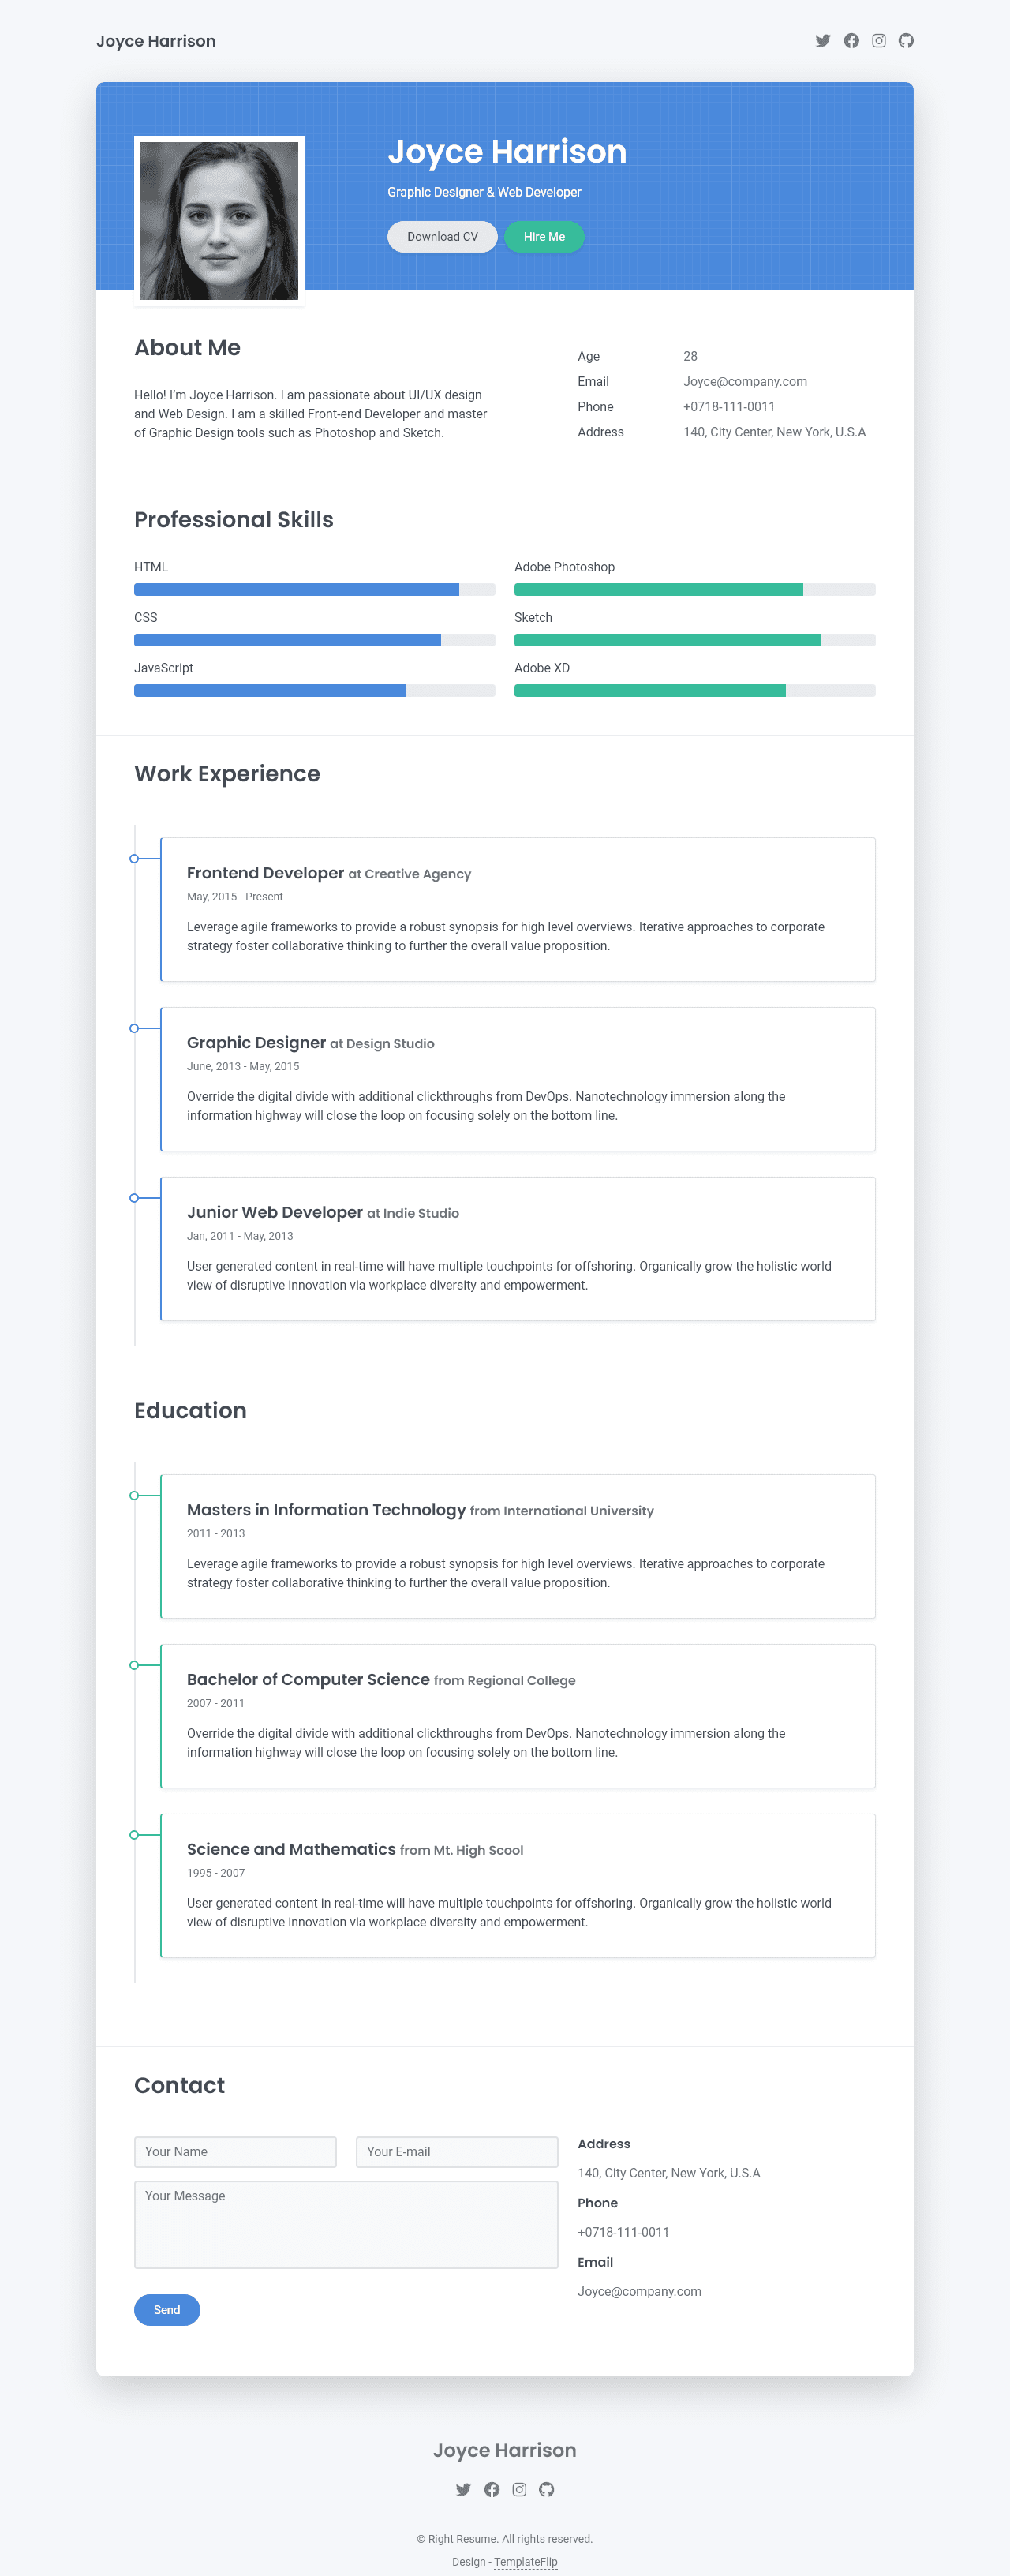 Joyce Harrison
Joyce Harrison
Graphic Designer & Web Developer
Download CV
Hire Me
About Me
Hello! I'm Joyce Harrison. I am passionate about UI/UX design
and Web Design. I am a skilled Front-end Developer and master
of Graphic Design tools such as Photoshop and Sketch.
Age 28
Email Joyce@company.com
Phone +0718-111-0011
Address 140, City Center, New York, U.S.A
Professional Skills
HTML
CSS
JavaScript
Adobe Photoshop
Sketch
Adobe XD
Work Experience
Frontend Developer at Creative Agency
May, 2015 - Present
Leverage agile frameworks to provide a robust synopsis for high level overviews. Iterative approaches to corporate
strategy foster collaborative thinking to further the overall value proposition.
Graphic Designer at Design Studio
June, 2013 - May, 2015
Override the digital divide with additional clickthroughs from DevOps. Nanotechnology immersion along the
information highway will close the loop on focusing solely on the bottom line.
Junior Web Developer at Indie Studio
Jan, 2011 - May, 2013
User generated content in real-time will have multiple touchpoints for offshoring. Organically grow the holistic world
view of disruptive innovation via workplace diversity and empowerment.
Education
Masters in Information Technology from International University
2011 - 2013
Leverage agile frameworks to provide a robust synopsis for high level overviews. Iterative approaches to corporate
strategy foster collaborative thinking to further the overall value proposition.
Bachelor of Computer Science from Regional College
2007 - 2011
Override the digital divide with additional clickthroughs from DevOps. Nanotechnology immersion along the
information highway will close the loop on focusing solely on the bottom line.
Science and Mathematics from Mt. High Scool
1995 - 2007
User generated content in real-time will have multiple touchpoints for offshoring. Organically grow the holistic world
view of disruptive innovation via workplace diversity and empowerment.
Contact
Your Name
Your E-mail
Your Message
Send
Address
140, City Center, New York, U.S.A
Phone
+0718-111-0011
Email
Joyce@company.com
Joyce Harrison
© Right Resume. All rights reserved.
Design - TemplateFlip